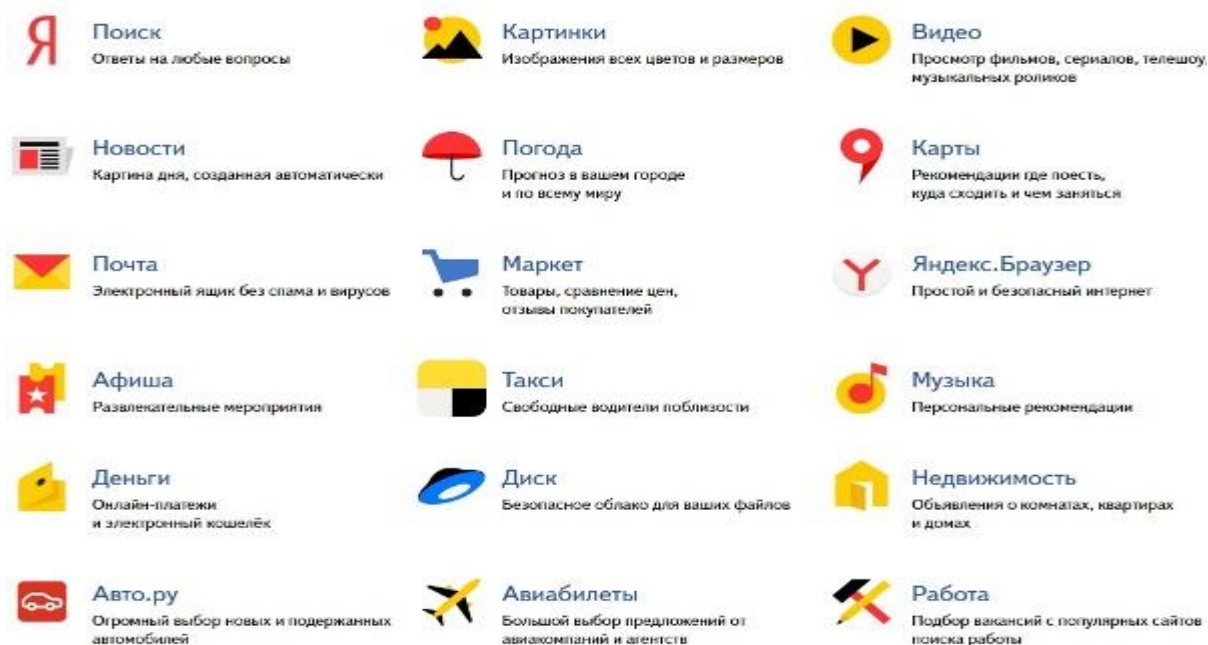 Я
Поиск
Ответы на любые вопросы
Картинки
Изображения всех цветов и размеров
Видео
Просмотр фильмов, сериалов, телешоу,
музыкальных роликов
Новости
Картина дня, созданная автоматически
Погода
Прогноз в вашем городе
и по всему миру
Карты
Рекомендации где поесть,
куда сходить и чем заняться
Почта
Электронный ящик без спама и вирусов
Маркет
Товары, сравнение цен,
отзывы покупателей
Яндекс.Браузер
Простой и безопасный интернет
Афиша
Развлекательные мероприятия
Такси
Свободные водители поблизости
Музыка
Персональные рекомендации
Деньги
Онлайн-платежи
и электронный кошелёк
Диск
Безопасное облако для ваших файлов
Недвижимость
Объявления о комнатах, квартирах
и домах
Авто.ру
Огромный выбор новых и подержанных
автомобилей
Авиабилеты
Большой выбор предложений от
авиакомпаний и агентств
Работа
Подбор вакансий с популярных сайтов
поиска работы